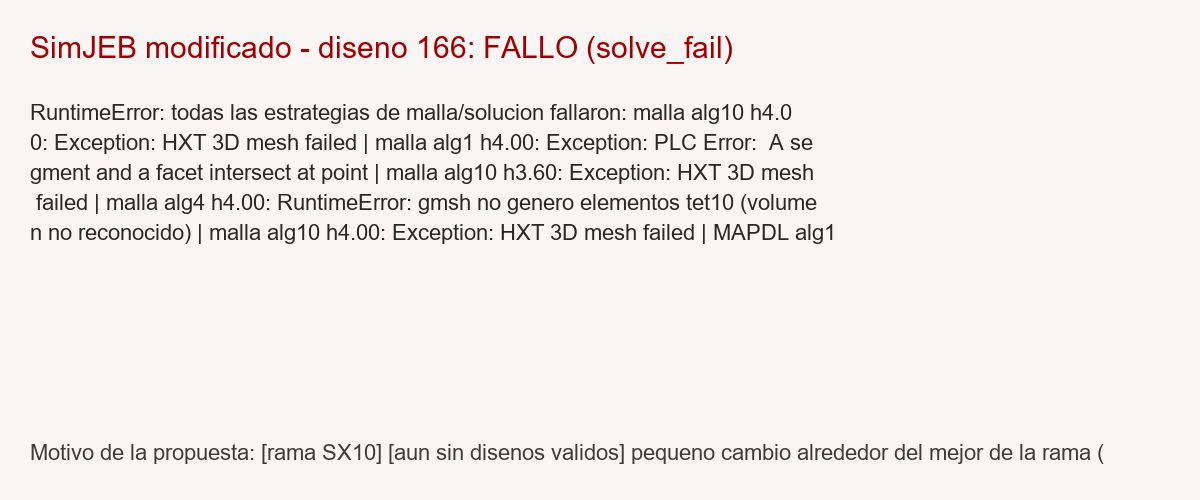 SimJEB modificado - diseno 166: FALLO (solve_fail)
RuntimeError: todas las estrategias de malla/solucion fallaron: malla alg10 h4.0
0: Exception: HXT 3D mesh failed | malla alg1 h4.00: Exception: PLC Error:  A se
gment and a facet intersect at point | malla alg10 h3.60: Exception: HXT 3D mesh
 failed | malla alg4 h4.00: RuntimeError: gmsh no genero elementos tet10 (volume
n no reconocido) | malla alg10 h4.00: Exception: HXT 3D mesh failed | MAPDL alg1
Motivo de la propuesta: [rama SX10] [aun sin disenos validos] pequeno cambio alrededor del mejor de la rama (